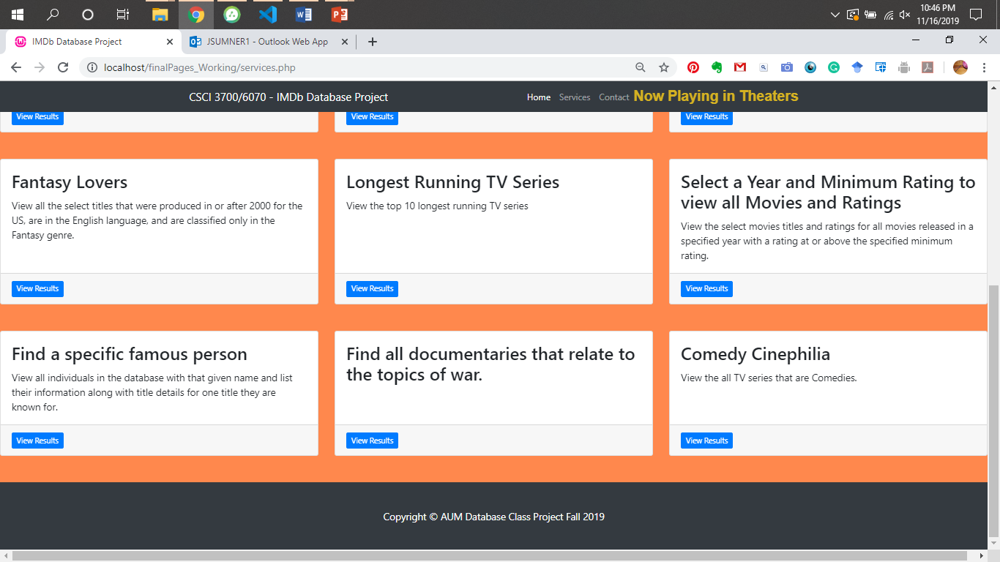 10:46 PM
11/16/2019
IMDb Database Project
JSUMNER1 - Outlook Web App
localhost/finalPages_Working/services.php
CSCI 3700/6070 - IMDb Database Project
Home
Services
Contact
Now Playing in Theaters
View Results
View Results
View Results
Fantasy Lovers
View all the select titles that were produced in or after 2000 for the
US, are in the English language, and are classified only in the
Fantasy genre.
View Results
Longest Running TV Series
View the top 10 longest running TV series
View Results
Select a Year and Minimum Rating to
view all Movies and Ratings
View the select movies titles and ratings for all movies released in a
specified year with a rating at or above the specified minimum
rating.
View Results
Find a specific famous person
View all individuals in the database with that given name and list
their information along with title details for one title they are
known for.
View Results
Find all documentaries that relate to
the topics of war.
View Results
Comedy Cinephilia
View the all TV series that are Comedies.
View Results
Copyright © AUM Database Class Project Fall 2019